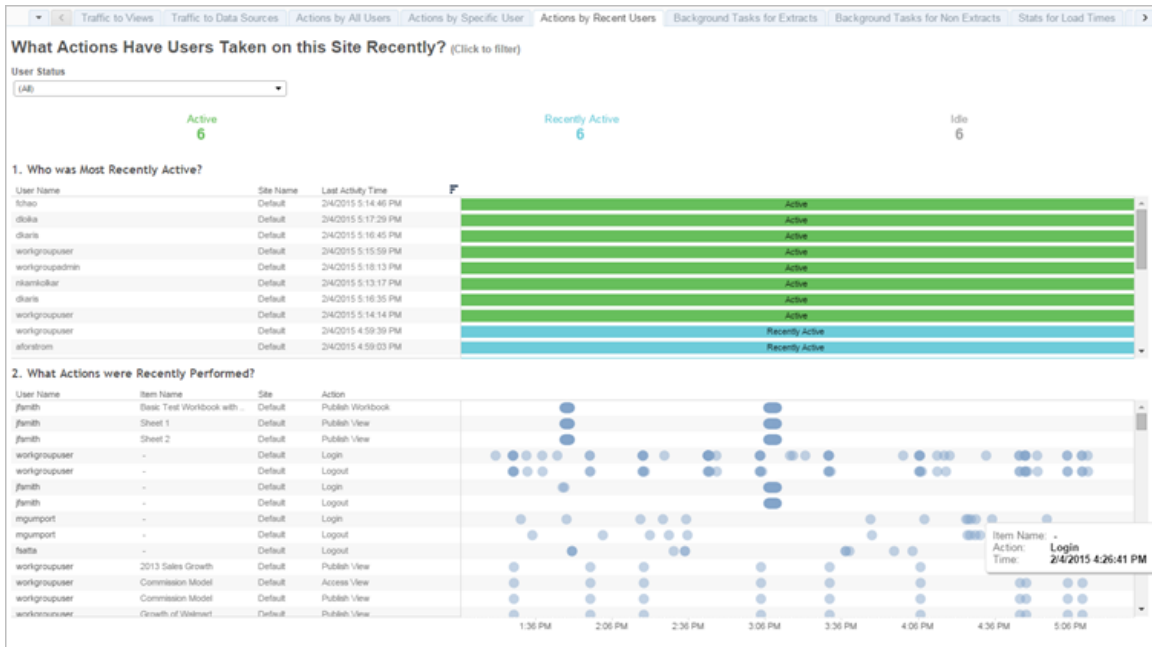 Traffic to Views Traffic to Data Sources Actions by All Users Actions by Specific User Actions by Recent Users Background Tasks for Extracts Background Tasks for Non Extracts Stats for Load Times
What Actions Have Users Taken on this Site Recently? (Click to filter)
User Status
(All)
Active Recently Active Idle
6 6 6
1. Who was Most Recently Active?
User Name Site Name Last Activity Time
fchao Default 2/4/2015 5:14:46 PM Active
dloika Default 2/4/2015 5:17:29 PM Active
dkaris Default 2/4/2015 5:16:45 PM Active
workgroupuser Default 2/4/2015 5:15:59 PM Active
workgroupadmin Default 2/4/2015 5:18:13 PM Active
nkamkolkar Default 2/4/2015 5:13:17 PM Active
dkaris Default 2/4/2015 5:16:35 PM Active
workgroupuser Default 2/4/2015 5:14:14 PM Active
workgroupuser Default 2/4/2015 4:59:39 PM Recently Active
aforstrom Default 2/4/2015 4:59:03 PM Recently Active
2. What Actions were Recently Performed?
User Name Item Name Site Action
jfsmith Basic Test Workbook with .. Default Publish Workbook
jfsmith Sheet 1 Default Publish View
jfsmith Sheet 2 Default Publish View
workgroupuser - Default Login
workgroupuser - Default Logout
jfsmith - Default Login
jfsmith - Default Logout
mgumport - Default Login
mgumport - Default Logout
fsatta - Default Logout
Item Name: -
Action: Login
Time: 2/4/2015 4:26:41 PM
workgroupuser 2013 Sales Growth Default Publish View
workgroupuser Commission Model Default Access View
workgroupuser Commission Model Default Publish View
workgroupuser Growth of Walmart Default Publish View
1:36 PM 2:06 PM 2:36 PM 3:06 PM 3:36 PM 4:06 PM 4:36 PM 5:06 PM